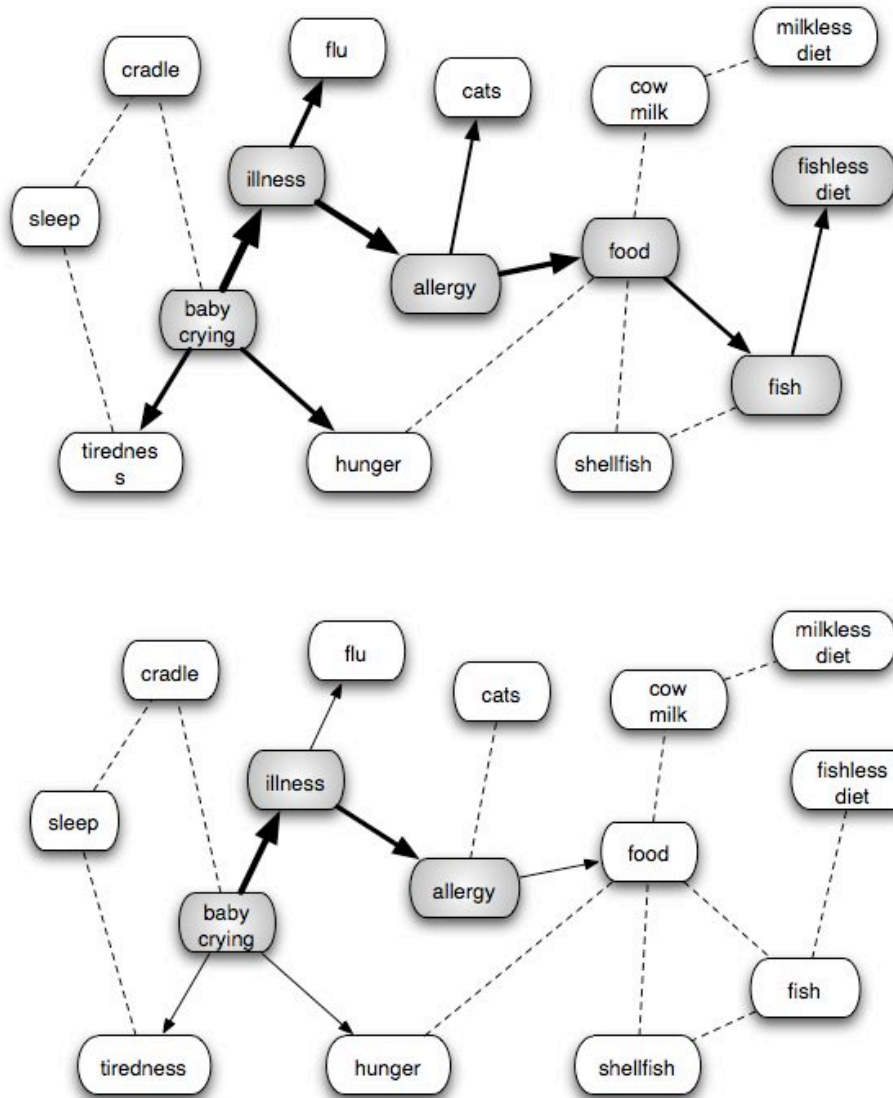 flu
milkless
diet
cradle
cats
cow
milk
illness
fishless
diet
sleep
food
allergy
baby
crying
fish
tirednes
s
hunger
shellfish
flu
milkless
diet
cradle
cats
cow
milk
illness
fishless
diet
sleep
food
allergy
baby
crying
fish
tiredness
hunger
shellfish